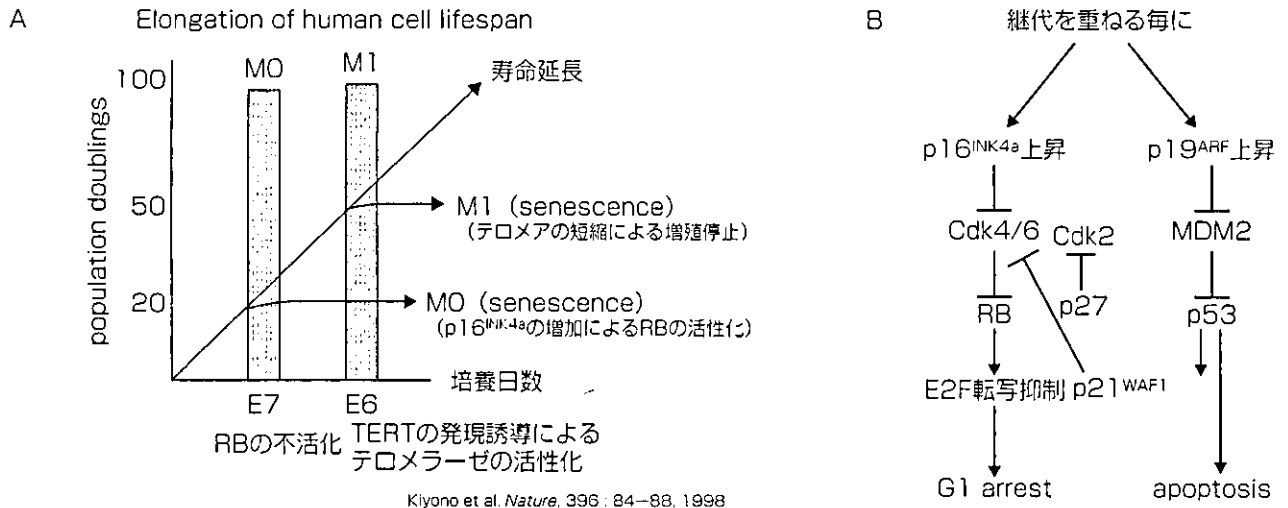 A
Elongation of human cell lifespan
population doublings
100
50
20
M0
M1
寿命延長
M1 (senescence)
(テロメアの短縮による増殖停止)
M0 (senescence)
(p16INK4aの増加によるRBの活性化)
培養日数
E7
E6
RBの不活化
TERTの発現誘導による
テロメラーゼの活性化
Kiyono et al. Nature, 396 : 84–88, 1998
B
継代を重ねる毎に
p16INK4a上昇
p19ARF上昇
Cdk4/6
Cdk2
MDM2
RB
p27
p53
E2F転写抑制
p21WAF1
G1 arrest
apoptosis